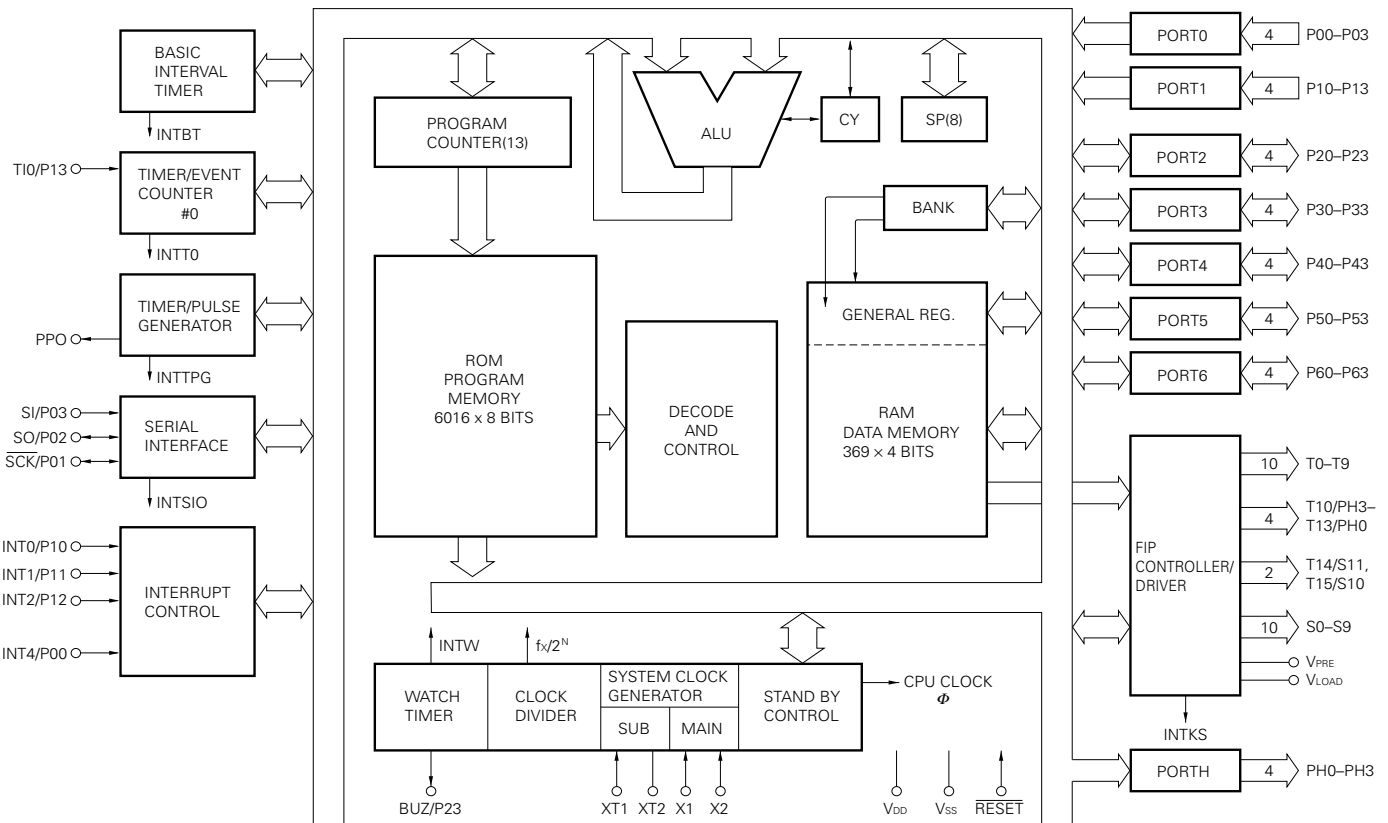 BASIC
INTERVAL
TIMER
INTBT
TI0/P13
TIMER/EVENT
COUNTER
#0
INTT0
TIMER/PULSE
GENERATOR
PPO
INTTPG
SI/P03
SO/P02
SCK/P01
SERIAL
INTERFACE
INTSIO
INT0/P10
INT1/P11
INT2/P12
INT4/P00
INTERRUPT
CONTROL
PROGRAM
COUNTER(13)
ALU
CY
SP(8)
BANK
ROM
PROGRAM
MEMORY
6016 x 8 BITS
DECODE
AND
CONTROL
GENERAL REG.
RAM
DATA MEMORY
369 × 4 BITS
INTW
fx/2ᴺ
WATCH
TIMER
CLOCK
DIVIDER
SYSTEM CLOCK
GENERATOR
SUB
MAIN
STAND BY
CONTROL
CPU CLOCK
Φ
BUZ/P23
XT1
XT2
X1
X2
VDD
VSS
RESET
PORT0
4
P00–P03
PORT1
4
P10–P13
PORT2
4
P20–P23
PORT3
4
P30–P33
PORT4
4
P40–P43
PORT5
4
P50–P53
PORT6
4
P60–P63
FIP
CONTROLLER/
DRIVER
10
T0–T9
4
T10/PH3–
T13/PH0
2
T14/S11,
T15/S10
10
S0–S9
VPRE
VLOAD
INTKS
PORTH
4
PH0–PH3